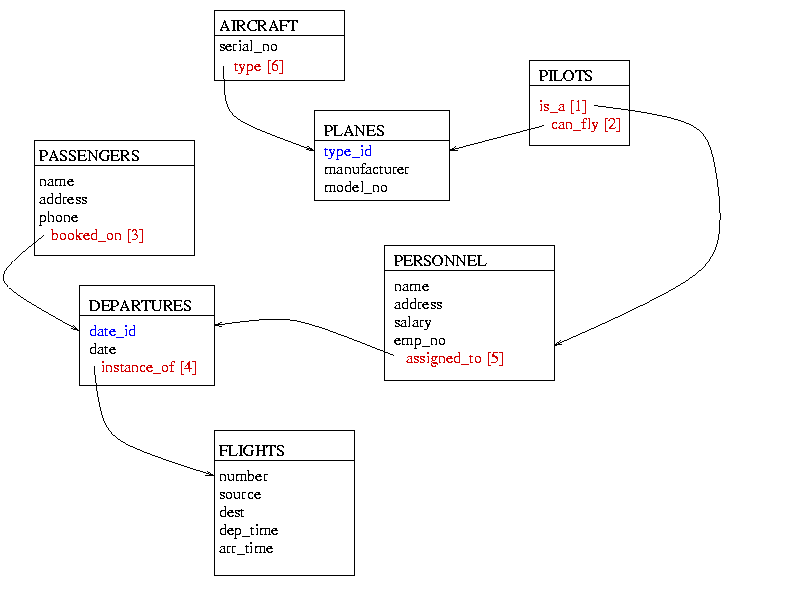 AIRCRAFT
serial_no
type [6]
PILOTS
is_a [1]
can_fly [2]
PLANES
type_id
manufacturer
model_no
PASSENGERS
name
address
phone
booked_on [3]
PERSONNEL
name
address
salary
emp_no
assigned_to [5]
DEPARTURES
date_id
date
instance_of [4]
FLIGHTS
number
source
dest
dep_time
arr_time